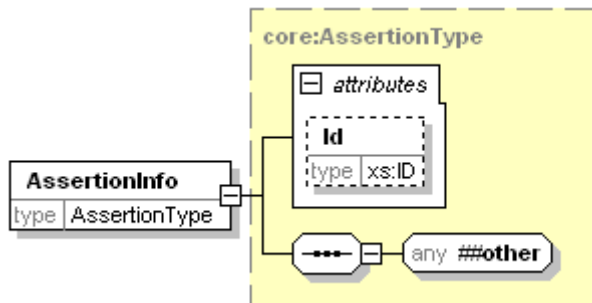 core:AssertionType
attributes
Id
type xs:ID
AssertionInfo
type AssertionType
any ##other